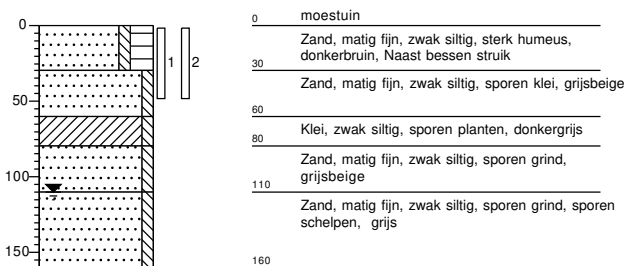 0
50
100
150
1 2
0 moestuin
Zand, matig fijn, zwak siltig, sterk humeus,
donkerbruin, Naast bessen struik
30
Zand, matig fijn, zwak siltig, sporen klei, grijsbeige
60
Klei, zwak siltig, sporen planten, donkergrijs
80
Zand, matig fijn, zwak siltig, sporen grind,
grijsbeige
110
Zand, matig fijn, zwak siltig, sporen grind, sporen
schelpen, grijs
160